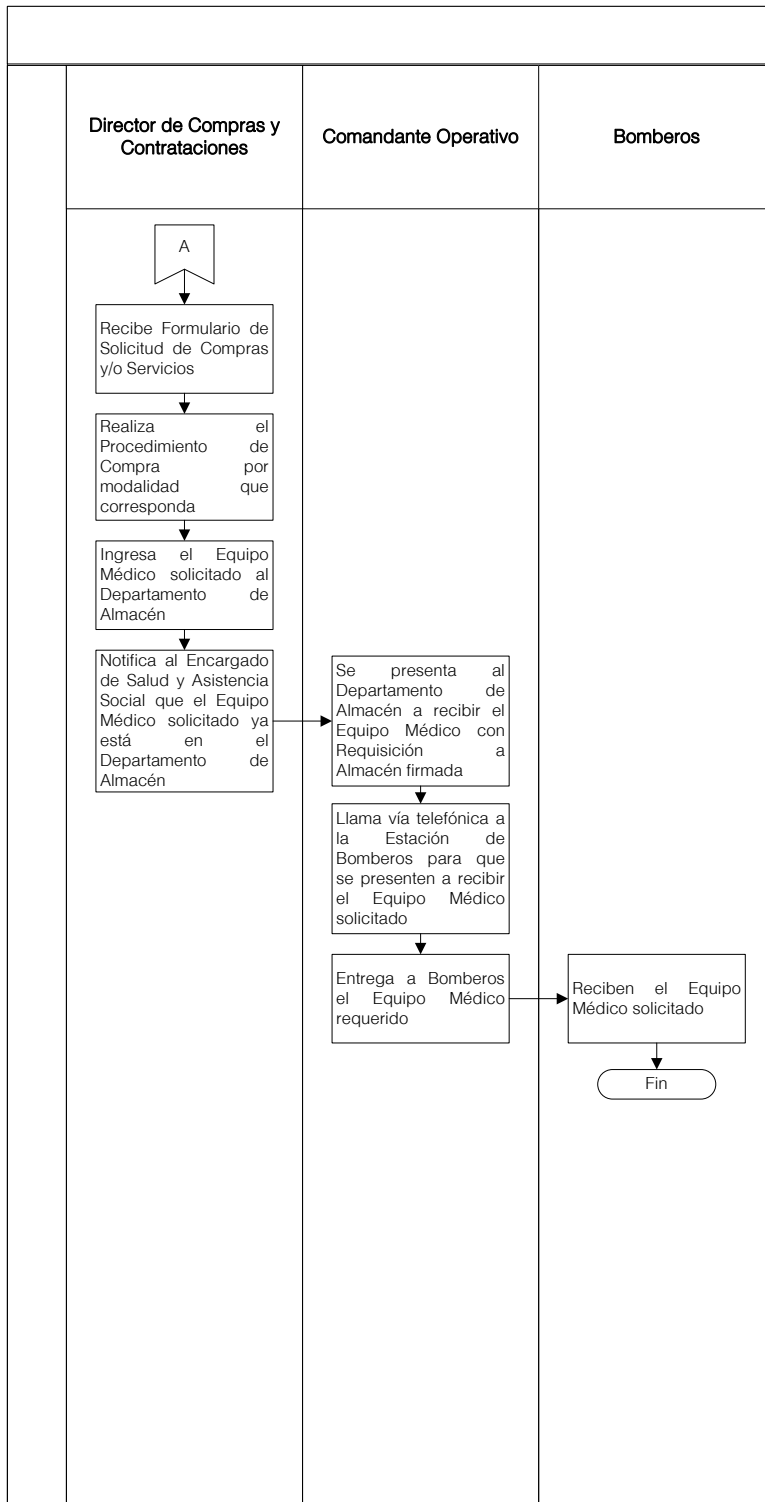 Director de Compras y
Contrataciones
Comandante Operativo
Bomberos
A
Recibe Formulario de
Solicitud de Compras
y/o Servicios
Realiza el
Procedimiento de
Compra por
modalidad que
corresponda
Ingresa el Equipo
Médico solicitado al
Departamento de
Almacén
Notifica al Encargado
de Salud y Asistencia
Social que el Equipo
Médico solicitado ya
está en el
Departamento de
Almacén
Se presenta al
Departamento de
Almacén a recibir el
Equipo Médico con
Requisición a
Almacén firmada
Llama vía telefónica a
la Estación de
Bomberos para que
se presenten a recibir
el Equipo Médico
solicitado
Entrega a Bomberos
el Equipo Médico
requerido
Reciben el Equipo
Médico solicitado
Fin